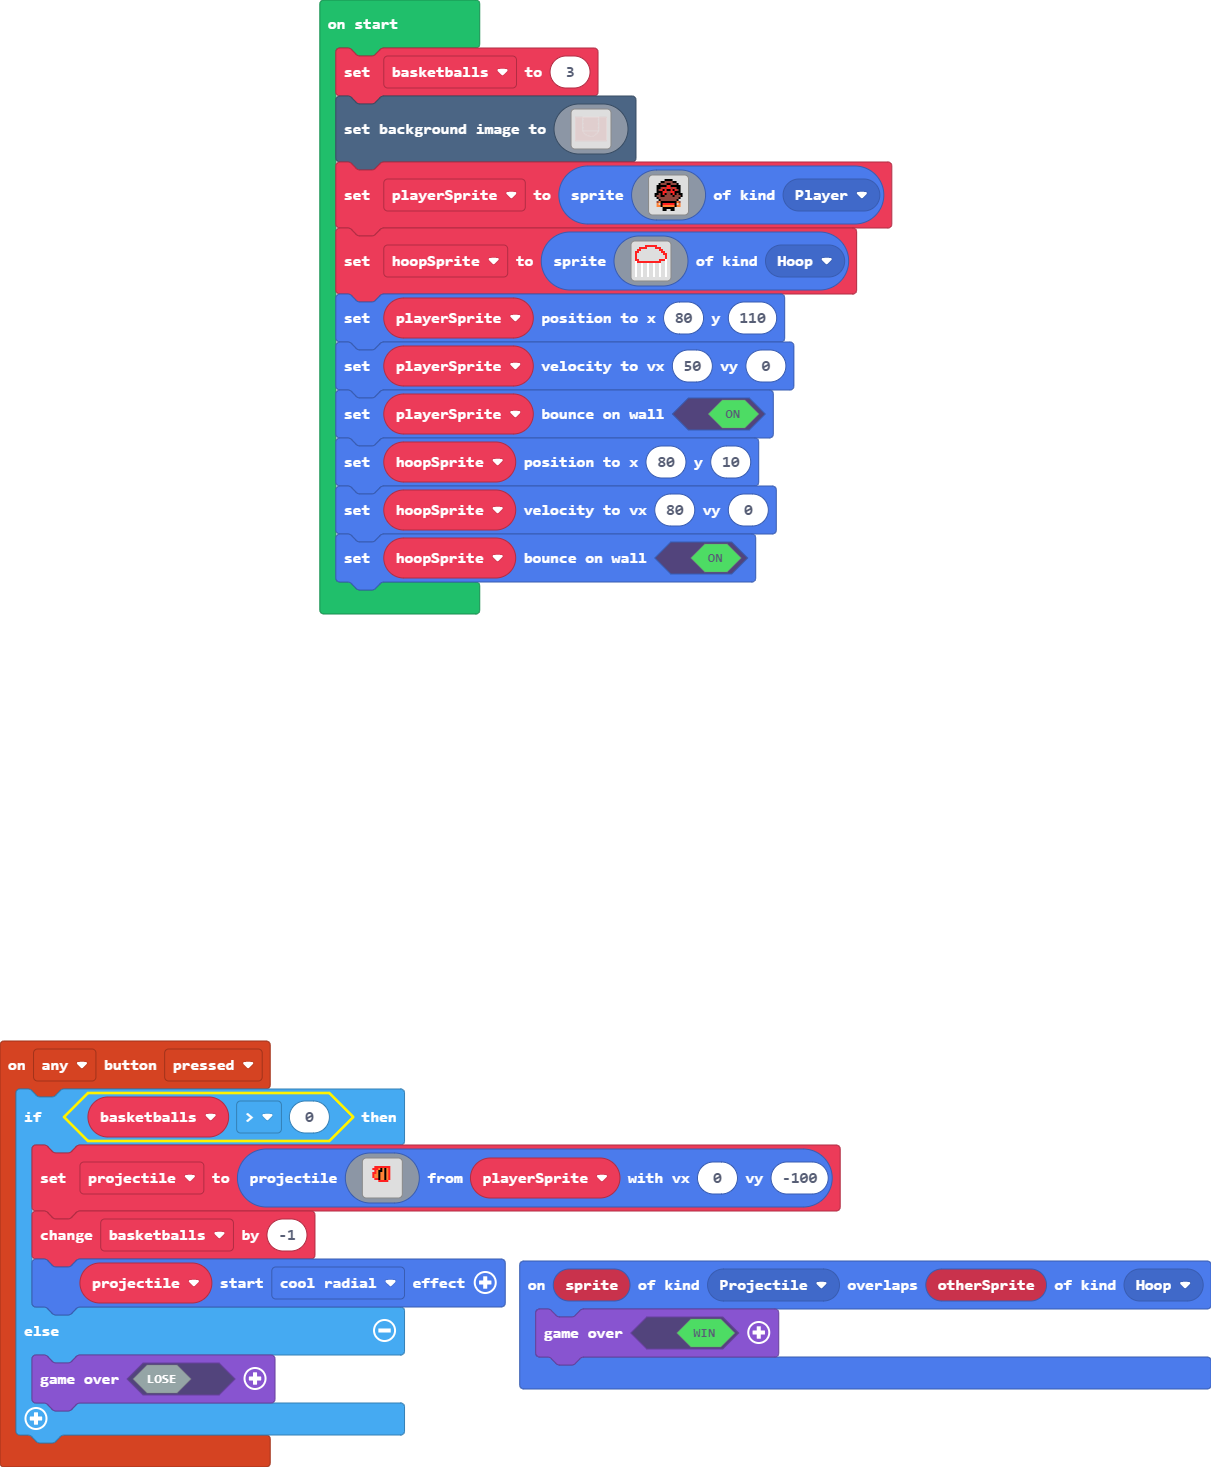 on start
set basketballs to 3
set background image to
set playerSprite to sprite of kind Player
set hoopSprite to sprite of kind Hoop
set playerSprite position to x 80 y 110
set playerSprite velocity to vx 50 vy 0
set playerSprite bounce on wall ON
set hoopSprite position to x 80 y 10
set hoopSprite velocity to vx 80 vy 0
set hoopSprite bounce on wall ON
on any button pressed
if basketballs > 0 then
set projectile to projectile from playerSprite with vx 0 vy -100
change basketballs by -1
projectile start cool radial effect
else
game over LOSE
on sprite of kind Projectile overlaps otherSprite of kind Hoop
game over WIN